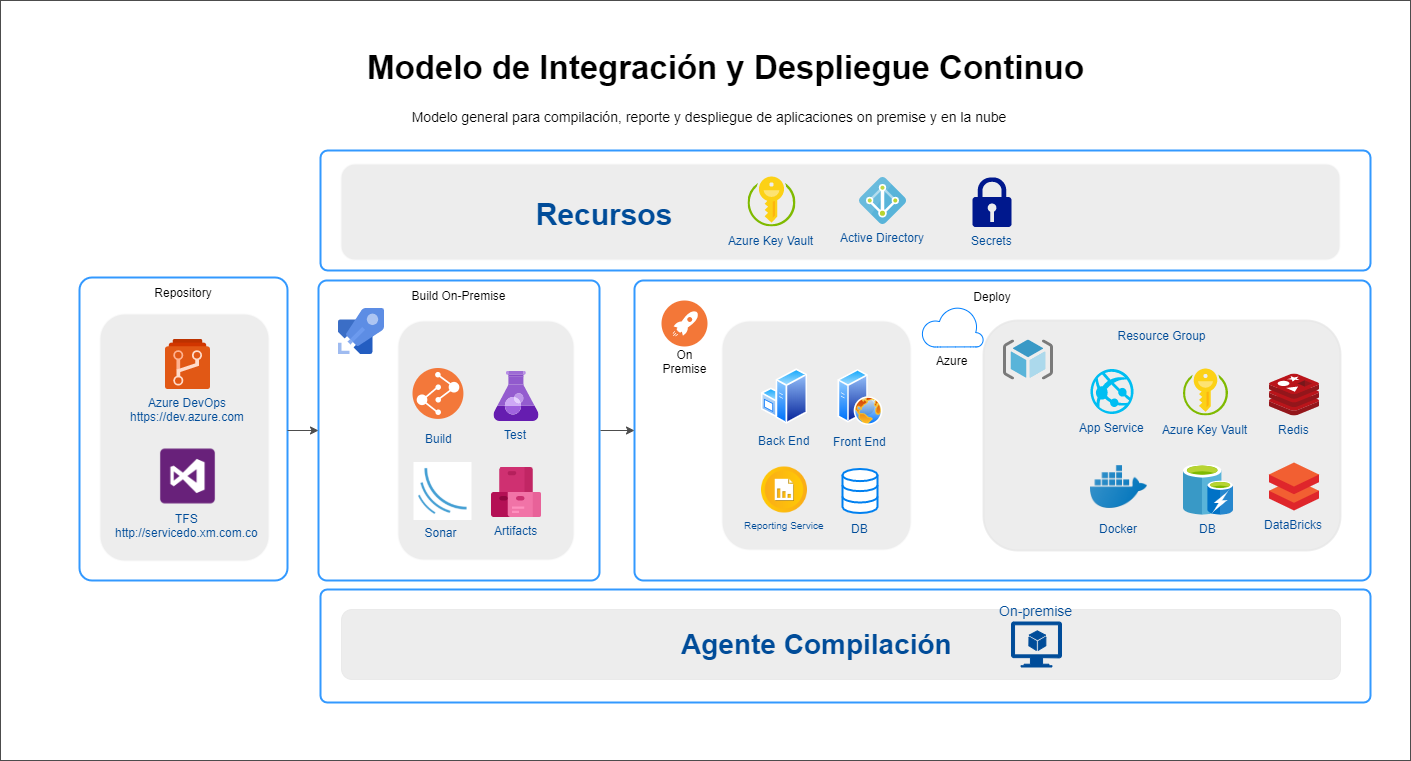 Modelo de Integración y Despliegue Continuo
Modelo general para compilación, reporte y despliegue de aplicaciones on premise y en la nube
Recursos
Azure Key Vault
Active Directory
Secrets
Repository
Azure DevOps
https://dev.azure.com
TFS
http://servicedo.xm.com.co
Build On-Premise
Build
Test
Sonar
Artifacts
Deploy
On
Premise
Back End
Front End
Reporting Service
DB
Azure
Resource Group
App Service
Azure Key Vault
Redis
Docker
DB
DataBricks
Agente Compilación
On-premise